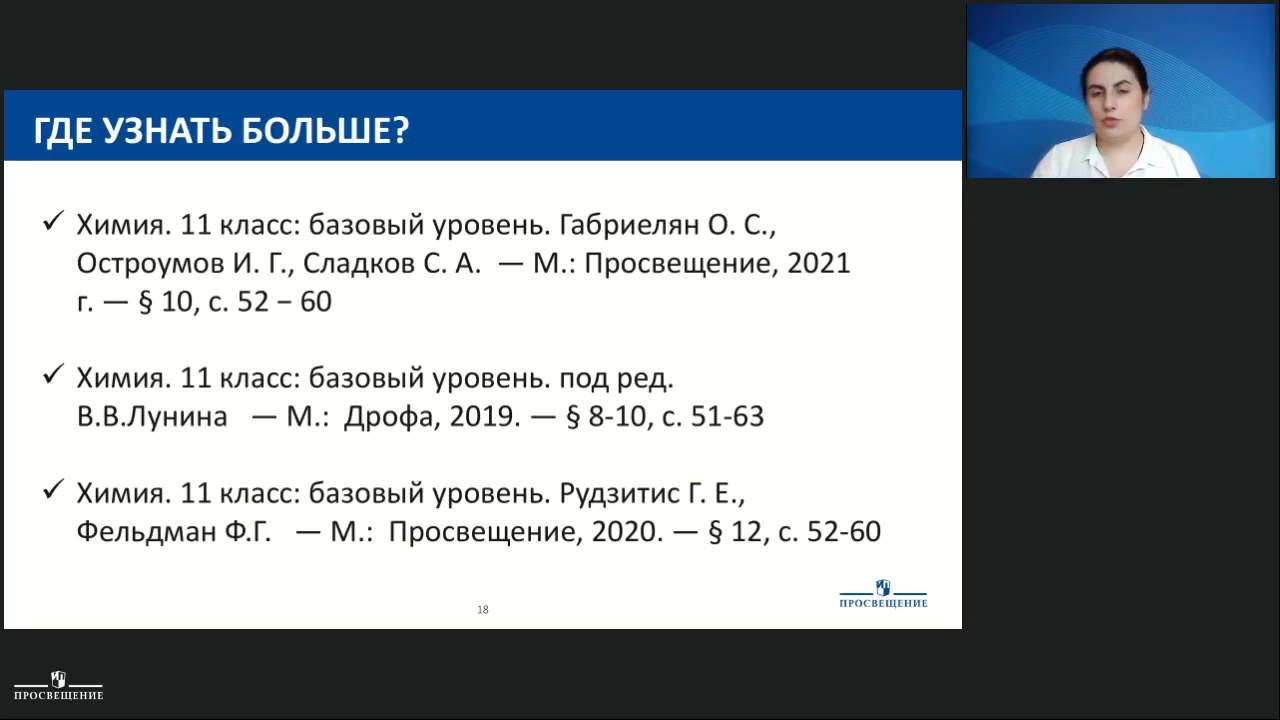 ГДЕ УЗНАТЬ БОЛЬШЕ?
✓ Химия. 11 класс: базовый уровень. Габриелян О. С.,
Остроумов И. Г., Сладков С. А. — М.: Просвещение, 2021
г. — § 10, с. 52 – 60
✓ Химия. 11 класс: базовый уровень. под ред.
В.В.Лунина — М.: Дрофа, 2019. — § 8-10, с. 51-63
✓ Химия. 11 класс: базовый уровень. Рудзитис Г. Е.,
Фельдман Ф.Г. — М.: Просвещение, 2020. — § 12, с. 52-60
18
ПРОСВЕЩЕНИЕ
ПРОСВЕЩЕНИЕ